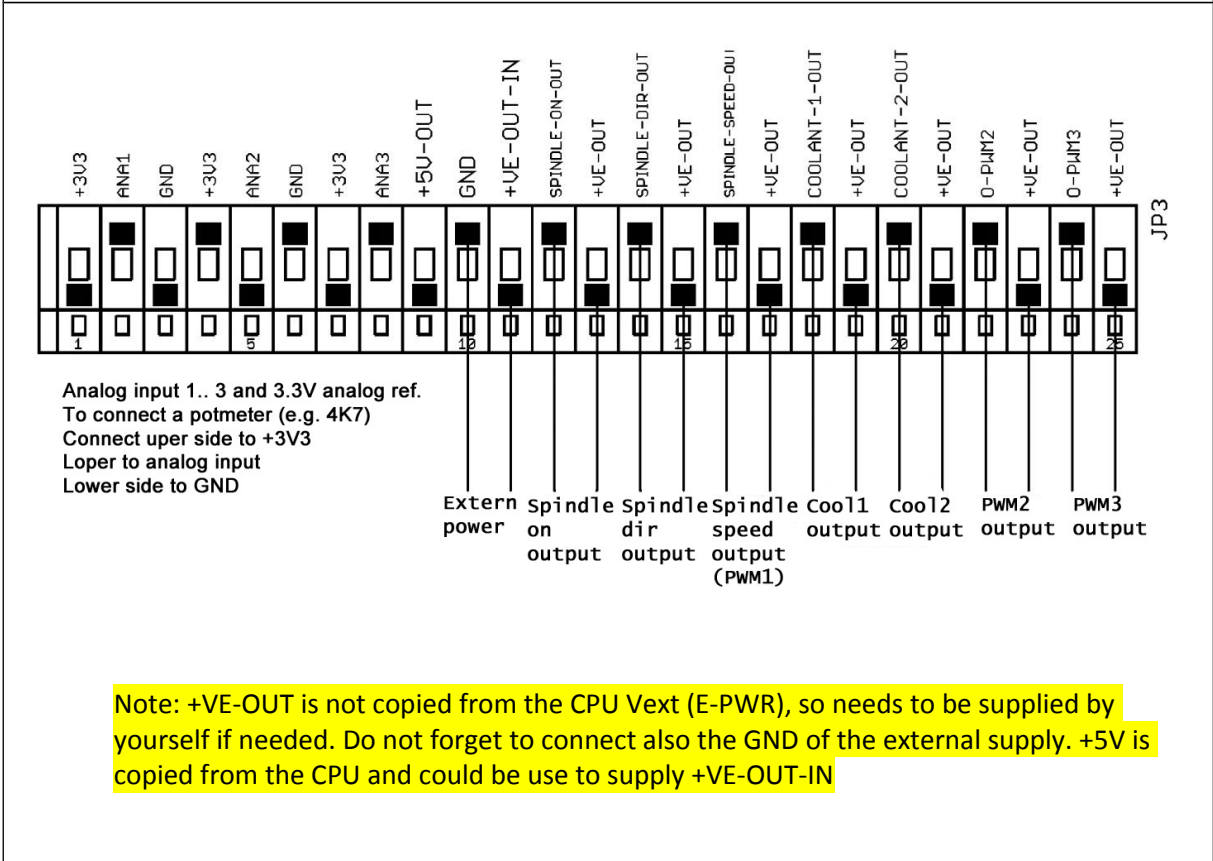 +3V3
ANA1
GND
+3V3
ANA2
GND
+3V3
ANA3
+5V-OUT
GND
+VE-OUT-IN
SPINDLE-ON-OUT
+VE-OUT
SPINDLE-DIR-OUT
+VE-OUT
SPINDLE-SPEED-OUT
+VE-OUT
COOLANT-1-OUT
+VE-OUT
COOLANT-2-OUT
+VE-OUT
O-PWM2
+VE-OUT
O-PWM3
+VE-OUT
JP3
1
5
10
15
20
25
Analog input 1.. 3 and 3.3V analog ref.
To connect a potmeter (e.g. 4K7)
Connect uper side to +3V3
Loper to analog input
Lower side to GND
Extern
power
Spindle
on
output
Spindle
dir
output
Spindle
speed
output
(PWM1)
Cool1
output
Cool2
output
PWM2
output
PWM3
output
Note: +VE-OUT is not copied from the CPU Vext (E-PWR), so needs to be supplied by
yourself if needed. Do not forget to connect also the GND of the external supply. +5V is
copied from the CPU and could be use to supply +VE-OUT-IN